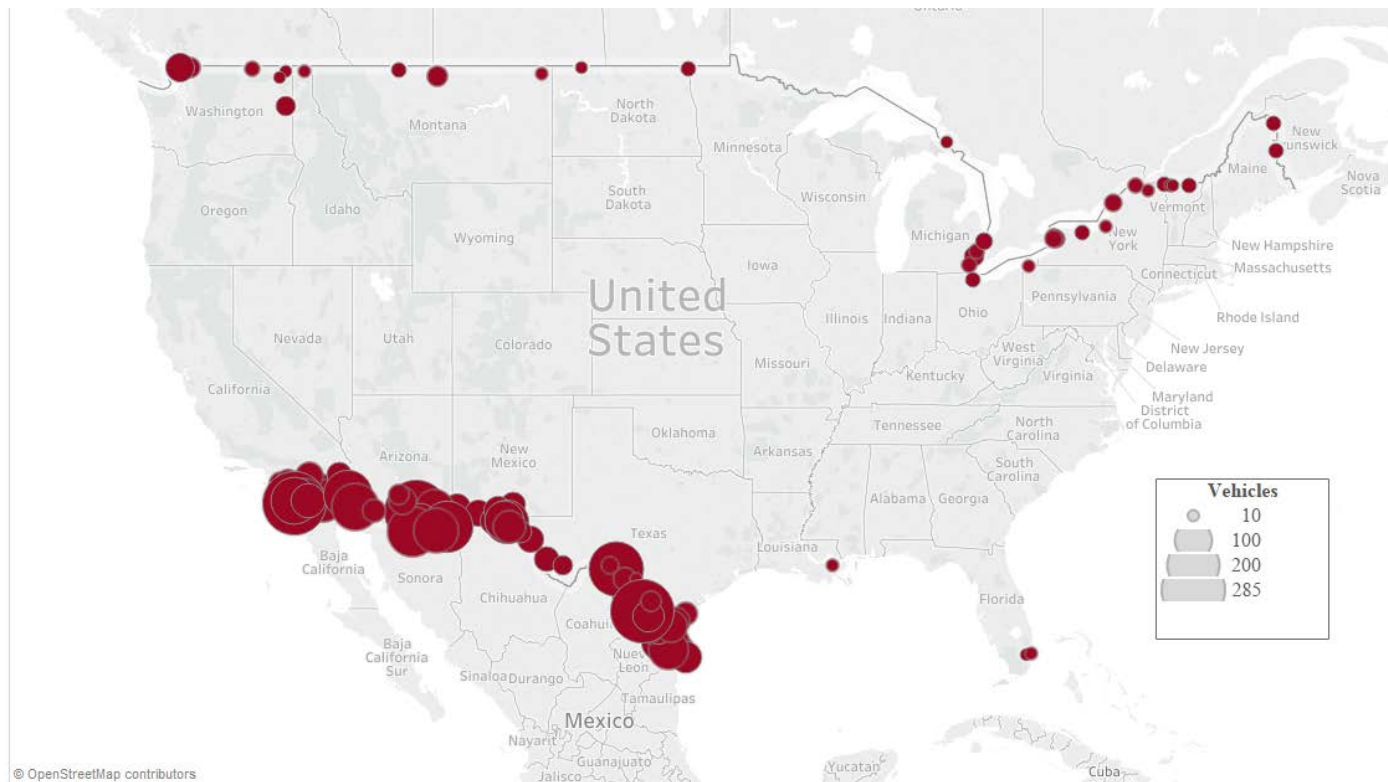 Ontario
Washington
Montana
North
Dakota
Minnesota
New
Brunswick
Maine
Nova
Scotia
Oregon
Idaho
South
Dakota
Wisconsin
Vermont
Wyoming
Michigan
New
York
New Hampshire
Massachusetts
Connecticut
Rhode Island
Iowa
United
States
Nevada
Utah
Colorado
Illinois
Indiana
Ohio
Pennsylvania
New Jersey
Delaware
Maryland
District
of Columbia
California
Missouri
West
Virginia
Virginia
Kentucky
Arizona
New
Mexico
Oklahoma
Arkansas
Tennessee
North
Carolina
South
Carolina
Texas
Louisiana
Alabama
Georgia
Florida
Vehicles
10
100
200
285
Baja
California
Sonora
Chihuahua
Baja
California
Sur
Sinaloa
Durango
Nuevo
Leon
Tamaulipas
Mexico
Nayarit
Guanajuato
Jalisco
Yucatan
Cuba
© OpenStreetMap contributors